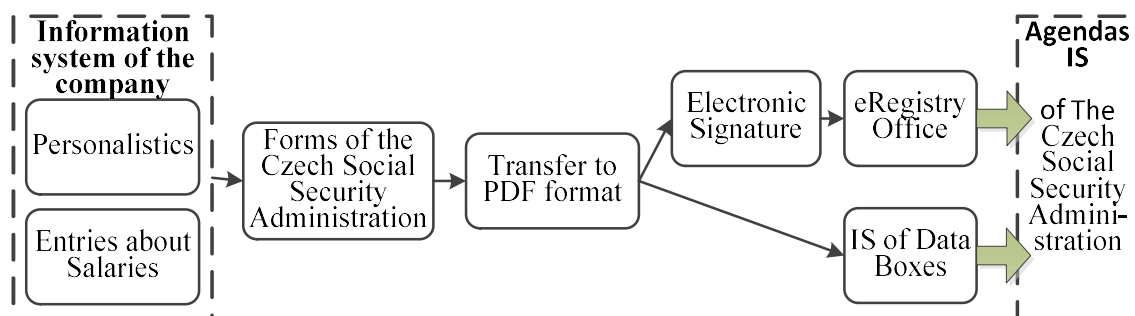 Information
system of the
company
Personalistics
Entries about
Salaries
Forms of the
Czech Social
Security
Administration
Transfer to
PDF format
Electronic
Signature
eRegistry
Office
IS of Data
Boxes
Agendas
IS
of The
Czech
Social
Security
Admini-
stration